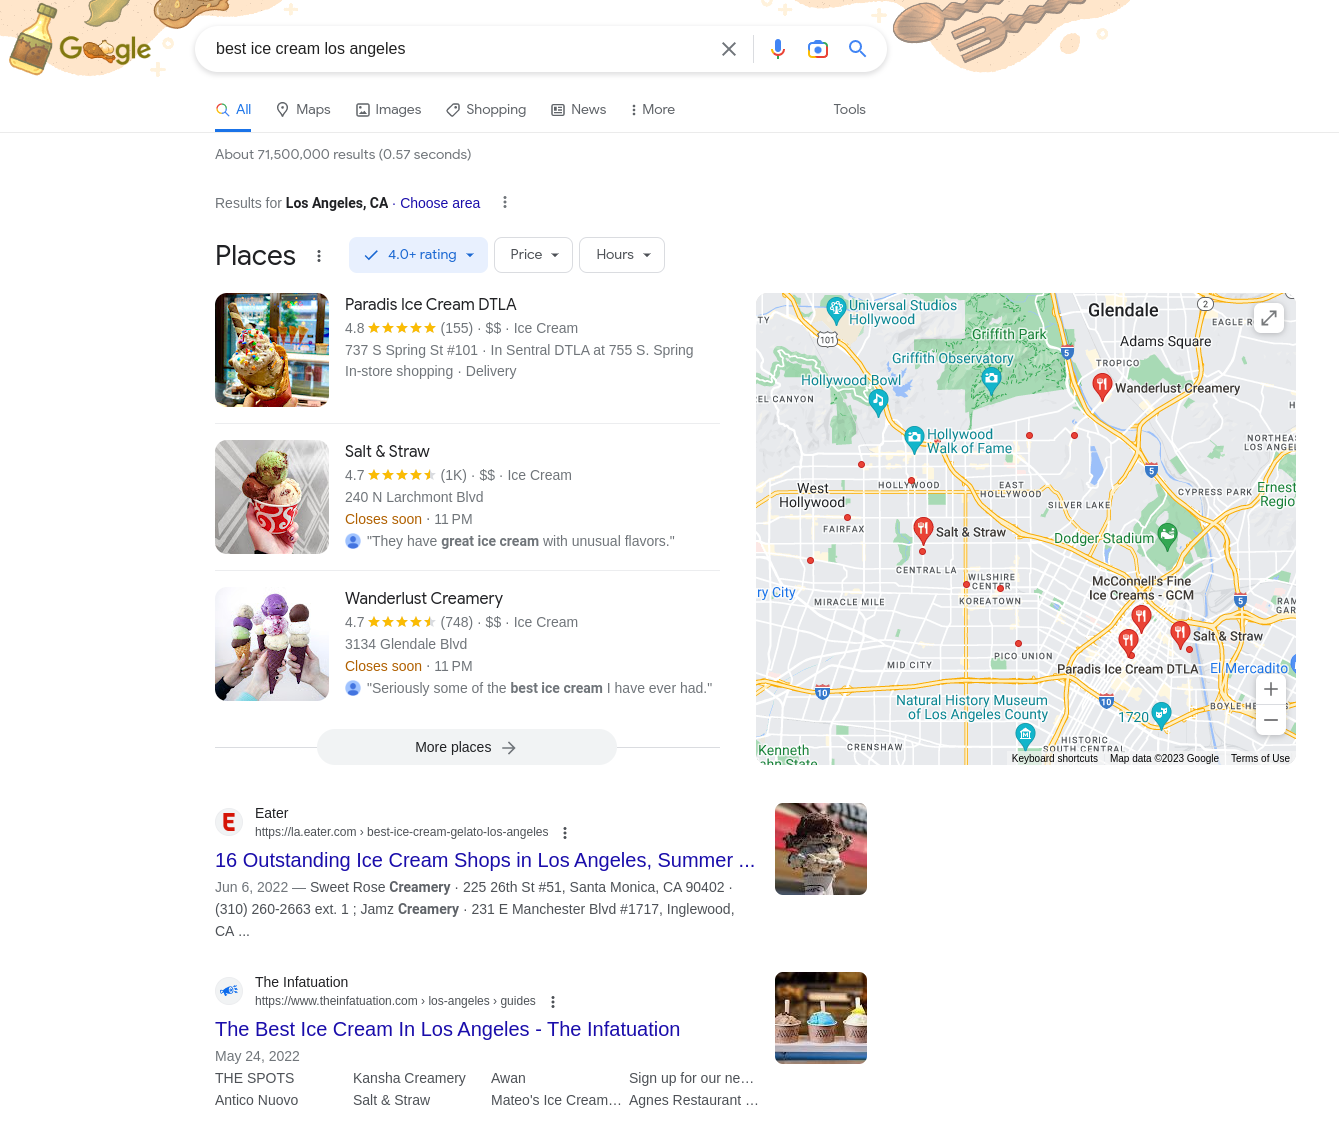 Google
best ice cream los angeles
All
Maps
Images
Shopping
News
More
Tools
About 71,500,000 results (0.57 seconds)
Results for Los Angeles, CA · Choose area
Places
4.0+ rating
Price
Hours
Paradis Ice Cream DTLA
4.8 (155) · $$ · Ice Cream
737 S Spring St #101 · In Sentral DTLA at 755 S. Spring
In-store shopping · Delivery
Salt & Straw
4.7 (1K) · $$ · Ice Cream
240 N Larchmont Blvd
Closes soon · 11 PM
"They have great ice cream with unusual flavors."
Wanderlust Creamery
4.7 (748) · $$ · Ice Cream
3134 Glendale Blvd
Closes soon · 11 PM
"Seriously some of the best ice cream I have ever had."
More places
Universal Studios
Hollywood
Glendale
2
TY
101
EAGLE R
Griffith Park
Adams Square
5
Griffith Observatory
TROPICO
Hollywood Bowl
Wanderlust Creamery
EL CANYON
H
Hollywood
Walk of Fame
NORTHEAS
LOS ANGEL
5
West
Hollywood
HOLLYWOOD
EAST
HOLLYWOOD
CYPRESS PARK
Ernest
Regio
SILVER LAKE
FAIRFAX
Salt & Straw
Dodger Stadium
CENTRAL LA
WILSHIRE
CENTER
McConnell's Fine
Ice Creams - GCM
ry City
MIRACLE MILE
KOREATOWN
5
RAM
GAR
Salt & Straw
PICO UNION
MID CITY
Paradis Ice Cream DTLA
El Mercadito
10
Natural History Museum
of Los Angeles County
10
1720
BOYLE HE
HISTORIC
SOUTH CENTRAL
CRENSHAW
Kenneth
ahn State
Keyboard shortcuts
Map data ©2023 Google
Terms of Use
E
Eater
https://la.eater.com › best-ice-cream-gelato-los-angeles
16 Outstanding Ice Cream Shops in Los Angeles, Summer ...
Jun 6, 2022 — Sweet Rose Creamery · 225 26th St #51, Santa Monica, CA 90402 ·
(310) 260-2663 ext. 1 ; Jamz Creamery · 231 E Manchester Blvd #1717, Inglewood,
CA ...
The Infatuation
https://www.theinfatuation.com › los-angeles › guides
The Best Ice Cream In Los Angeles - The Infatuation
May 24, 2022
THE SPOTS
Kansha Creamery
Awan
Sign up for our ne…
Antico Nuovo
Salt & Straw
Mateo's Ice Cream…
Agnes Restaurant …